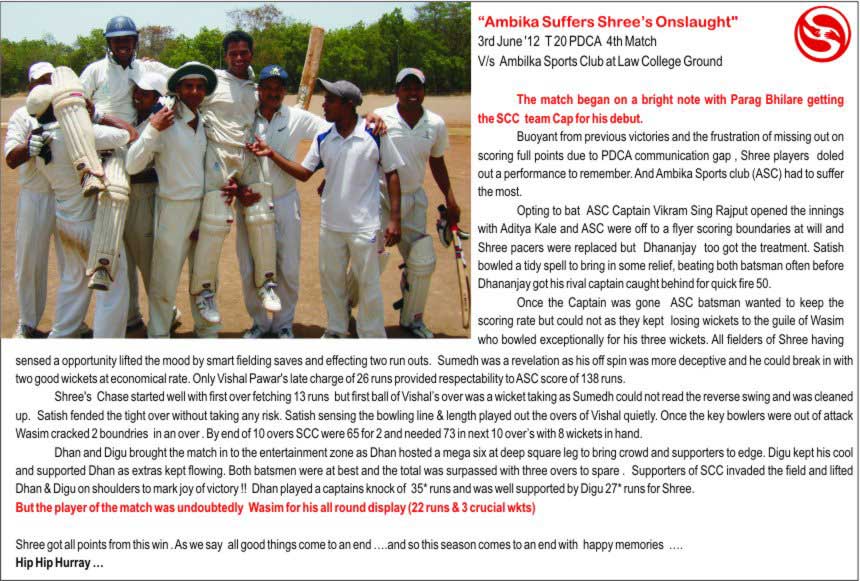 “Ambika Suffers Shree’s Onslaught"
3rd June '12 T 20 PDCA 4th Match
V/s Ambilka Sports Club at Law College Ground
The match began on a bright note with Parag Bhilare getting
the SCC team Cap for his debut.
Buoyant from previous victories and the frustration of missing out on
scoring full points due to PDCA communication gap , Shree players doled
out a performance to remember. And Ambika Sports club (ASC) had to suffer
the most.
Opting to bat ASC Captain Vikram Sing Rajput opened the innings
with Aditya Kale and ASC were off to a flyer scoring boundaries at will and
Shree pacers were replaced but Dhananjay too got the treatment. Satish
bowled a tidy spell to bring in some relief, beating both batsman often before
Dhananjay got his rival captain caught behind for quick fire 50.
Once the Captain was gone ASC batsman wanted to keep the
scoring rate but could not as they kept losing wickets to the guile of Wasim
who bowled exceptionally for his three wickets. All fielders of Shree having
sensed a opportunity lifted the mood by smart fielding saves and effecting two run outs. Sumedh was a revelation as his off spin was more deceptive and he could break in with
two good wickets at economical rate. Only Vishal Pawar's late charge of 26 runs provided respectability to ASC score of 138 runs.
Shree's Chase started well with first over fetching 13 runs but first ball of Vishal's over was a wicket taking as Sumedh could not read the reverse swing and was cleaned
up. Satish fended the tight over without taking any risk. Satish sensing the bowling line & length played out the overs of Vishal quietly. Once the key bowlers were out of attack
Wasim cracked 2 boundries in an over . By end of 10 overs SCC were 65 for 2 and needed 73 in next 10 over’s with 8 wickets in hand.
Dhan and Digu brought the match in to the entertainment zone as Dhan hosted a mega six at deep square leg to bring crowd and supporters to edge. Digu kept his cool
and supported Dhan as extras kept flowing. Both batsmen were at best and the total was surpassed with three overs to spare . Supporters of SCC invaded the field and lifted
Dhan & Digu on shoulders to mark joy of victory !! Dhan played a captains knock of 35* runs and was well supported by Digu 27* runs for Shree.
But the player of the match was undoubtedly Wasim for his all round display (22 runs & 3 crucial wkts)
Shree got all points from this win . As we say all good things come to an end ….and so this season comes to an end with happy memories ….
Hip Hip Hurray ...